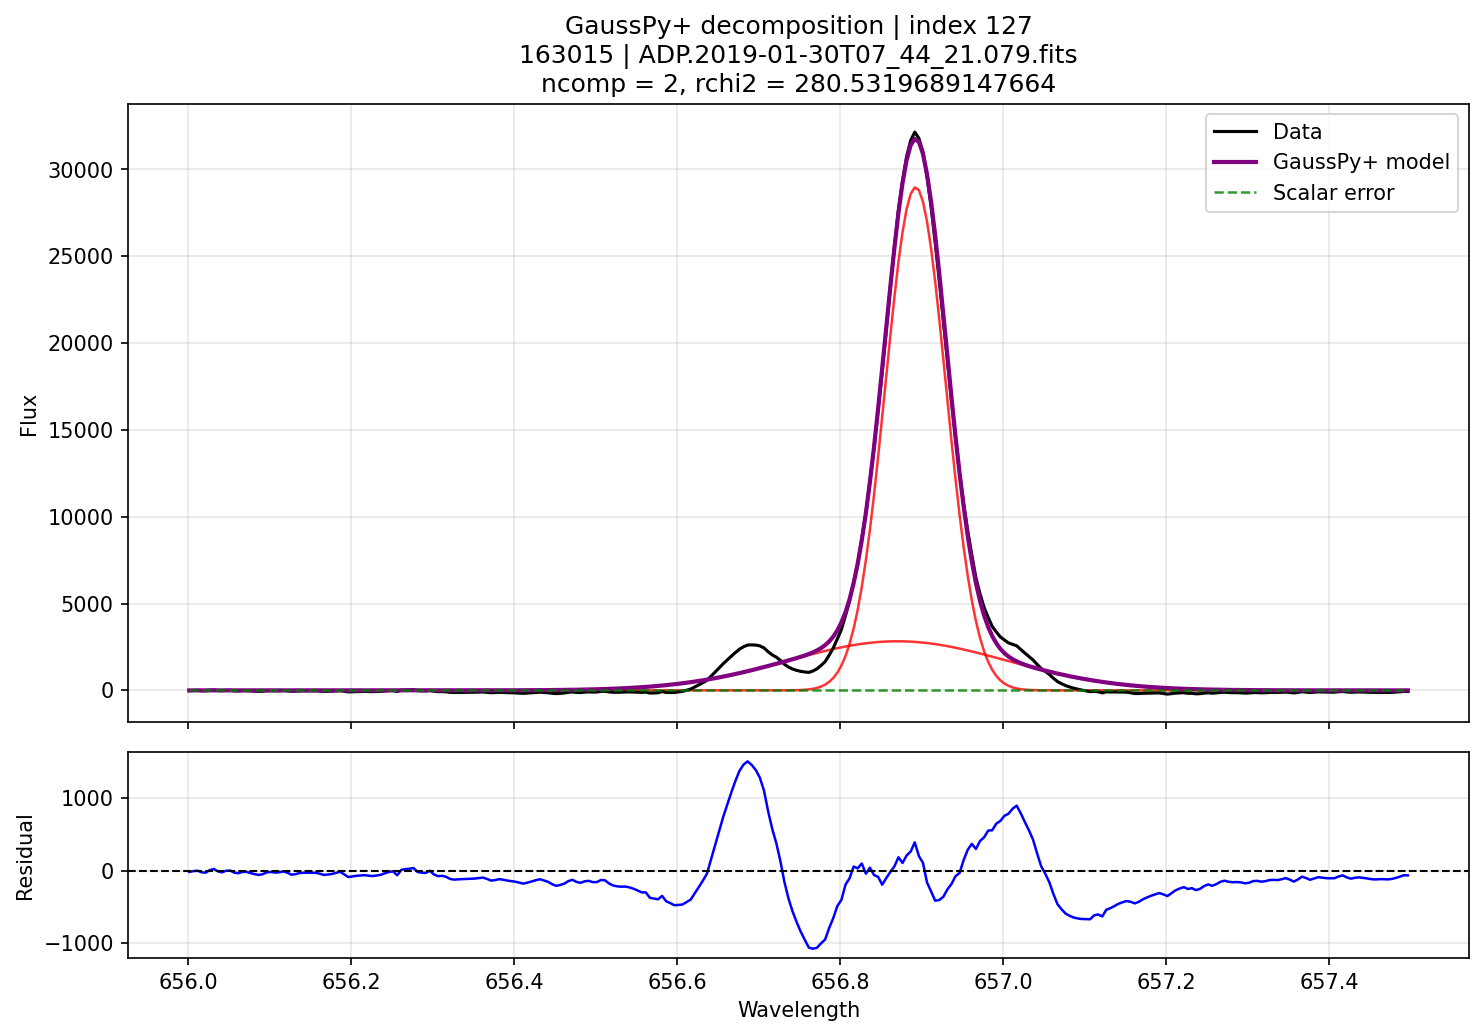 GaussPy+ decomposition | index 127
163015 | ADP.2019-01-30T07_44_21.079.fits
ncomp = 2, rchi2 = 280.5319689147664
Data
GaussPy+ model
Scalar error
Flux
30000
25000
20000
15000
10000
5000
0
Residual
1000
0
−1000
656.0 656.2 656.4 656.6 656.8 657.0 657.2 657.4
Wavelength